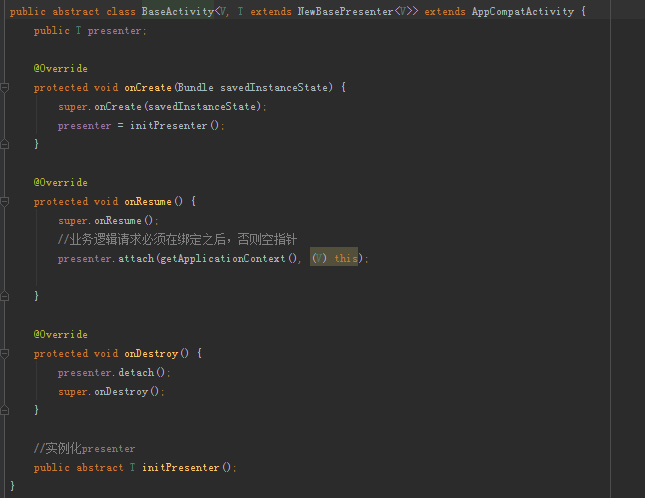 public abstract class BaseActivity<V, T extends NewBasePresenter<V>> extends AppCompatActivity {
public T presenter;
@Override
protected void onCreate(Bundle savedInstanceState) {
super.onCreate(savedInstanceState);
presenter = initPresenter();
}
@Override
protected void onResume() {
super.onResume();
//业务逻辑请求必须在绑定之后，否则空指针
presenter.attach(getApplicationContext(), (V) this);
}
@Override
protected void onDestroy() {
presenter.detach();
super.onDestroy();
}
//实例化presenter
public abstract T initPresenter();
}